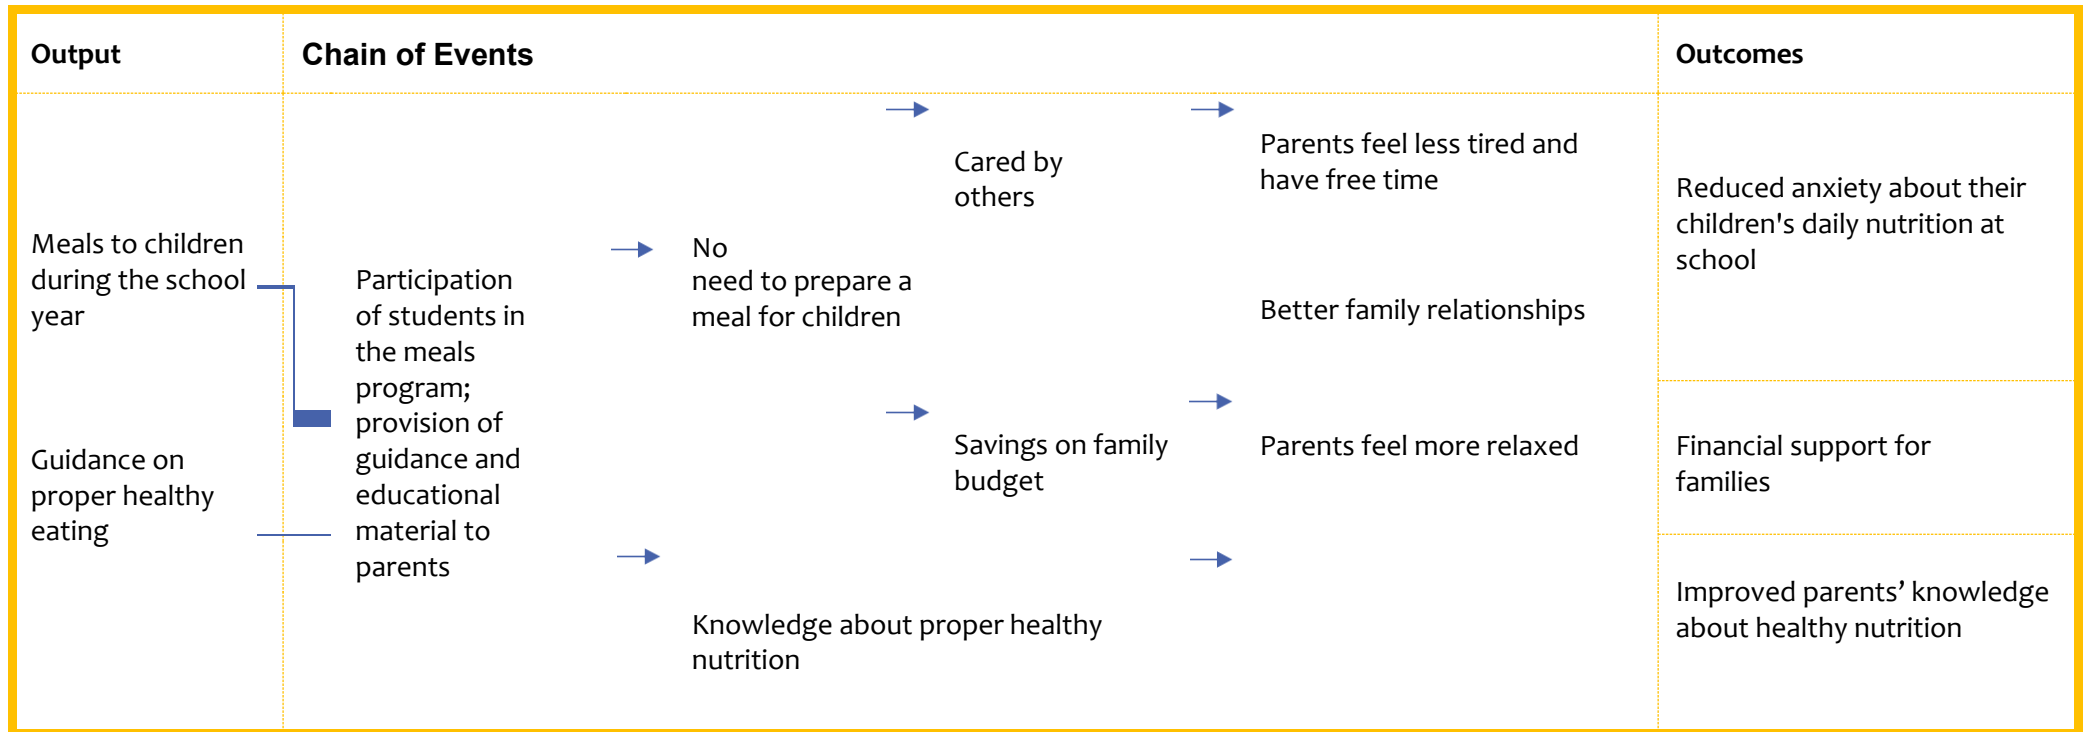 Output
Chain of Events
Outcomes
Meals to children
during the school
year
Guidance on
proper healthy
eating
Participation
of students in
the meals
program;
provision of
guidance and
educational
material to
parents
No
need to prepare a
meal for children
Knowledge about proper healthy
nutrition
Cared by
others
Savings on family
budget
Parents feel less tired and
have free time
Better family relationships
Parents feel more relaxed
Reduced anxiety about their
children's daily nutrition at
school
Financial support for
families
Improved parents’ knowledge
about healthy nutrition